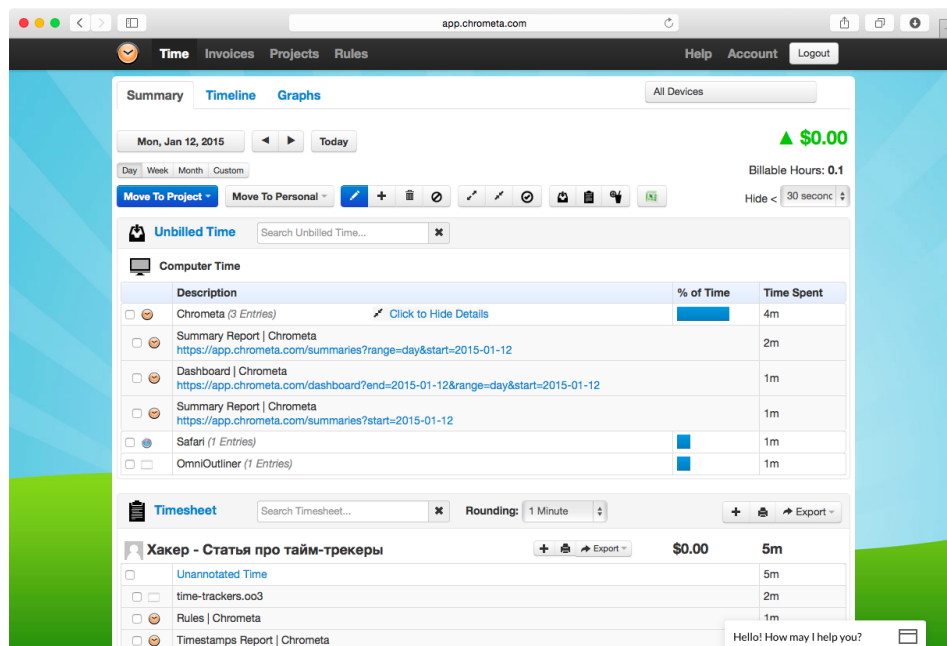 app.chrometa.com
Time Invoices Projects Rules Help Account Logout
Summary Timeline Graphs All Devices
Mon, Jan 12, 2015 Today $0.00
Day Week Month Custom Billable Hours: 0.1
Move To Project Move To Personal Hide < 30 seconc
Unbilled Time Search Unbilled Time...
Computer Time
Description % of Time Time Spent
Chrometa (3 Entries) Click to Hide Details 4m
Summary Report | Chrometa
https://app.chrometa.com/summaries?range=day&start=2015-01-12 2m
Dashboard | Chrometa
https://app.chrometa.com/dashboard?end=2015-01-12&range=day&start=2015-01-12 1m
Summary Report | Chrometa
https://app.chrometa.com/summaries?start=2015-01-12 1m
Safari (1 Entries) 1m
OmniOutliner (1 Entries) 1m
Timesheet Search Timesheet... Rounding: 1 Minute Export
Хакер - Статья про тайм-трекеры Export $0.00 5m
Unannotated Time 5m
time-trackers.oo3 2m
Rules | Chrometa 1m
Timestamps Report | Chrometa
Hello! How may I help you?